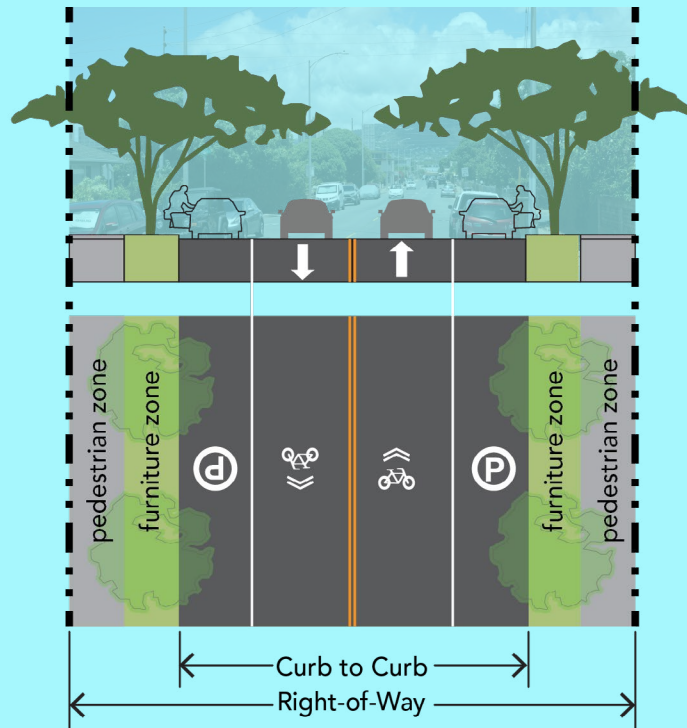 pedestrian zone
furniture zone
P
P
furniture zone
pedestrian zone
Curb to Curb
Right-of-Way